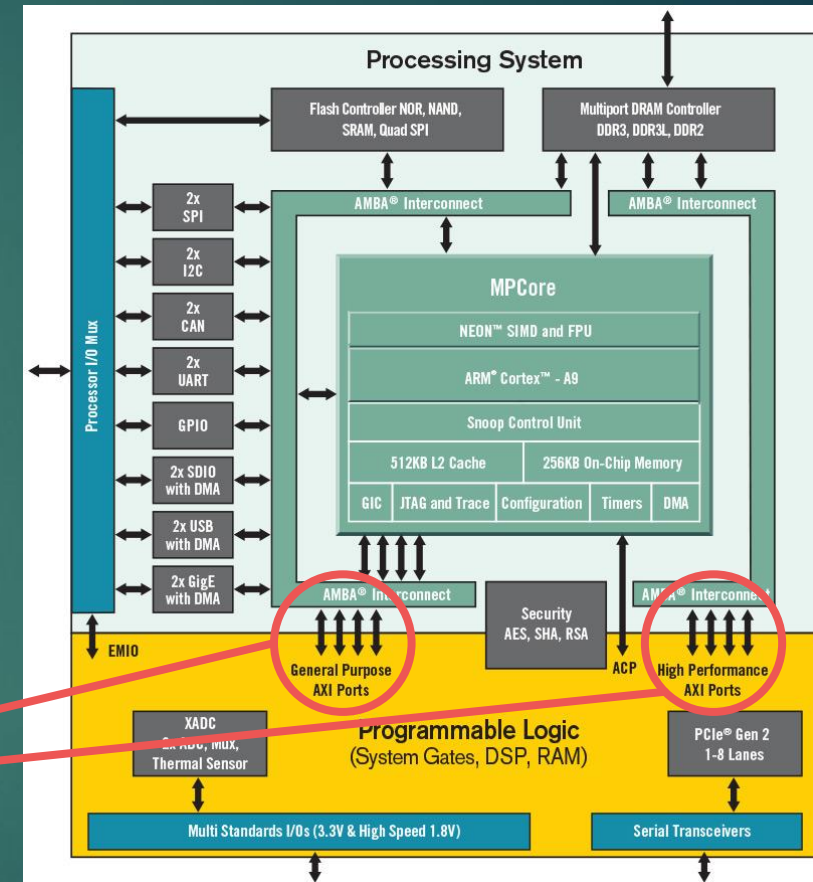 Processing System
Flash Controller NOR, NAND,
SRAM, Quad SPI
Multiport DRAM Controller
DDR3, DDR3L, DDR2
AMBA® Interconnect
AMBA® Interconnect
Processor I/O Mux
2x
SPI
2x
I2C
2x
CAN
2x
UART
GPIO
2x SDIO
with DMA
2x USB
with DMA
2x GigE
with DMA
MPCore
NEON™ SIMD and FPU
ARM® Cortex™ - A9
Snoop Control Unit
512KB L2 Cache
256KB On-Chip Memory
GIC
JTAG and Trace
Configuration
Timers
DMA
AMBA® Interconnect
AMBA® Interconnect
Security
AES, SHA, RSA
EMIO
General Purpose
AXI Ports
ACP
High Performance
AXI Ports
XADC
2x ADC, Mux,
Thermal Sensor
Programmable Logic
(System Gates, DSP, RAM)
PCIe® Gen 2
1-8 Lanes
Multi Standards I/Os (3.3V & High Speed 1.8V)
Serial Transceivers